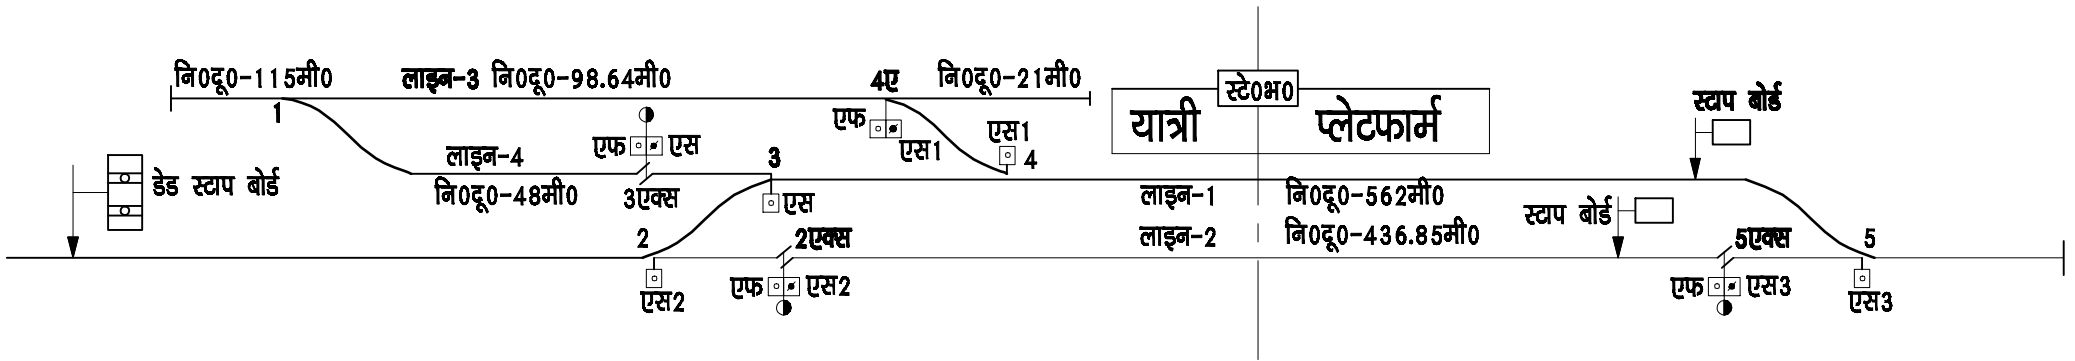 नि0दू0-115मी0 लाइन-3 नि0दू0-98.64मी0 4ए नि0दू0-21मी0
स्टे0भ0
स्टाप बोर्ड
1
एफ एस1
एस1
यात्री प्लेटफार्म
लाइन-4
एफ एस
3
4
डेड स्टाप बोर्ड
नि0दू0-48मी0
3एक्स
एस
लाइन-1 नि0दू0-562मी0
स्टाप बोर्ड
2
2एक्स
लाइन-2 नि0दू0-436.85मी0
5एक्स
5
एस2
एफ एस2
एफ एस3
एस3